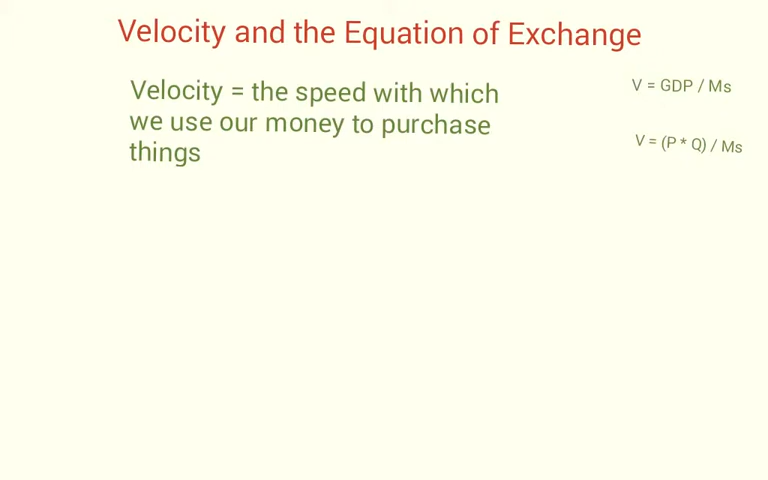 Velocity and the Equation of Exchange
Velocity = the speed with which
we use our money to purchase
things
V = GDP / Ms
V = (P * Q) / Ms